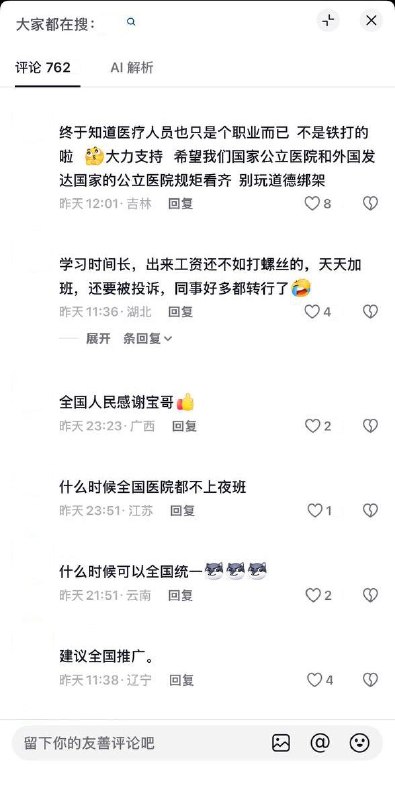 大家都在搜：
评论 762 AI 解析
终于知道医疗人员也只是个职业而已 不是铁打的
啦 🤔大力支持 希望我们国家公立医院和外国发
达国家的公立医院规矩看齐 别玩道德绑架
昨天 12:01 · 吉林 回复 8
学习时间长，出来工资还不如打螺丝的，天天加
班，还要被投诉，同事好多都转行了🤣
昨天 11:36 · 湖北 回复 4
展开 条回复
全国人民感谢宝哥👍
昨天 23:23 · 广西 回复 2
什么时候全国医院都不上夜班
昨天 23:51 · 江苏 回复 1
什么时候可以全国统一
昨天 21:51 · 云南 回复 2
建议全国推广。
昨天 11:38 · 辽宁 回复 4
留下你的友善评论吧 @